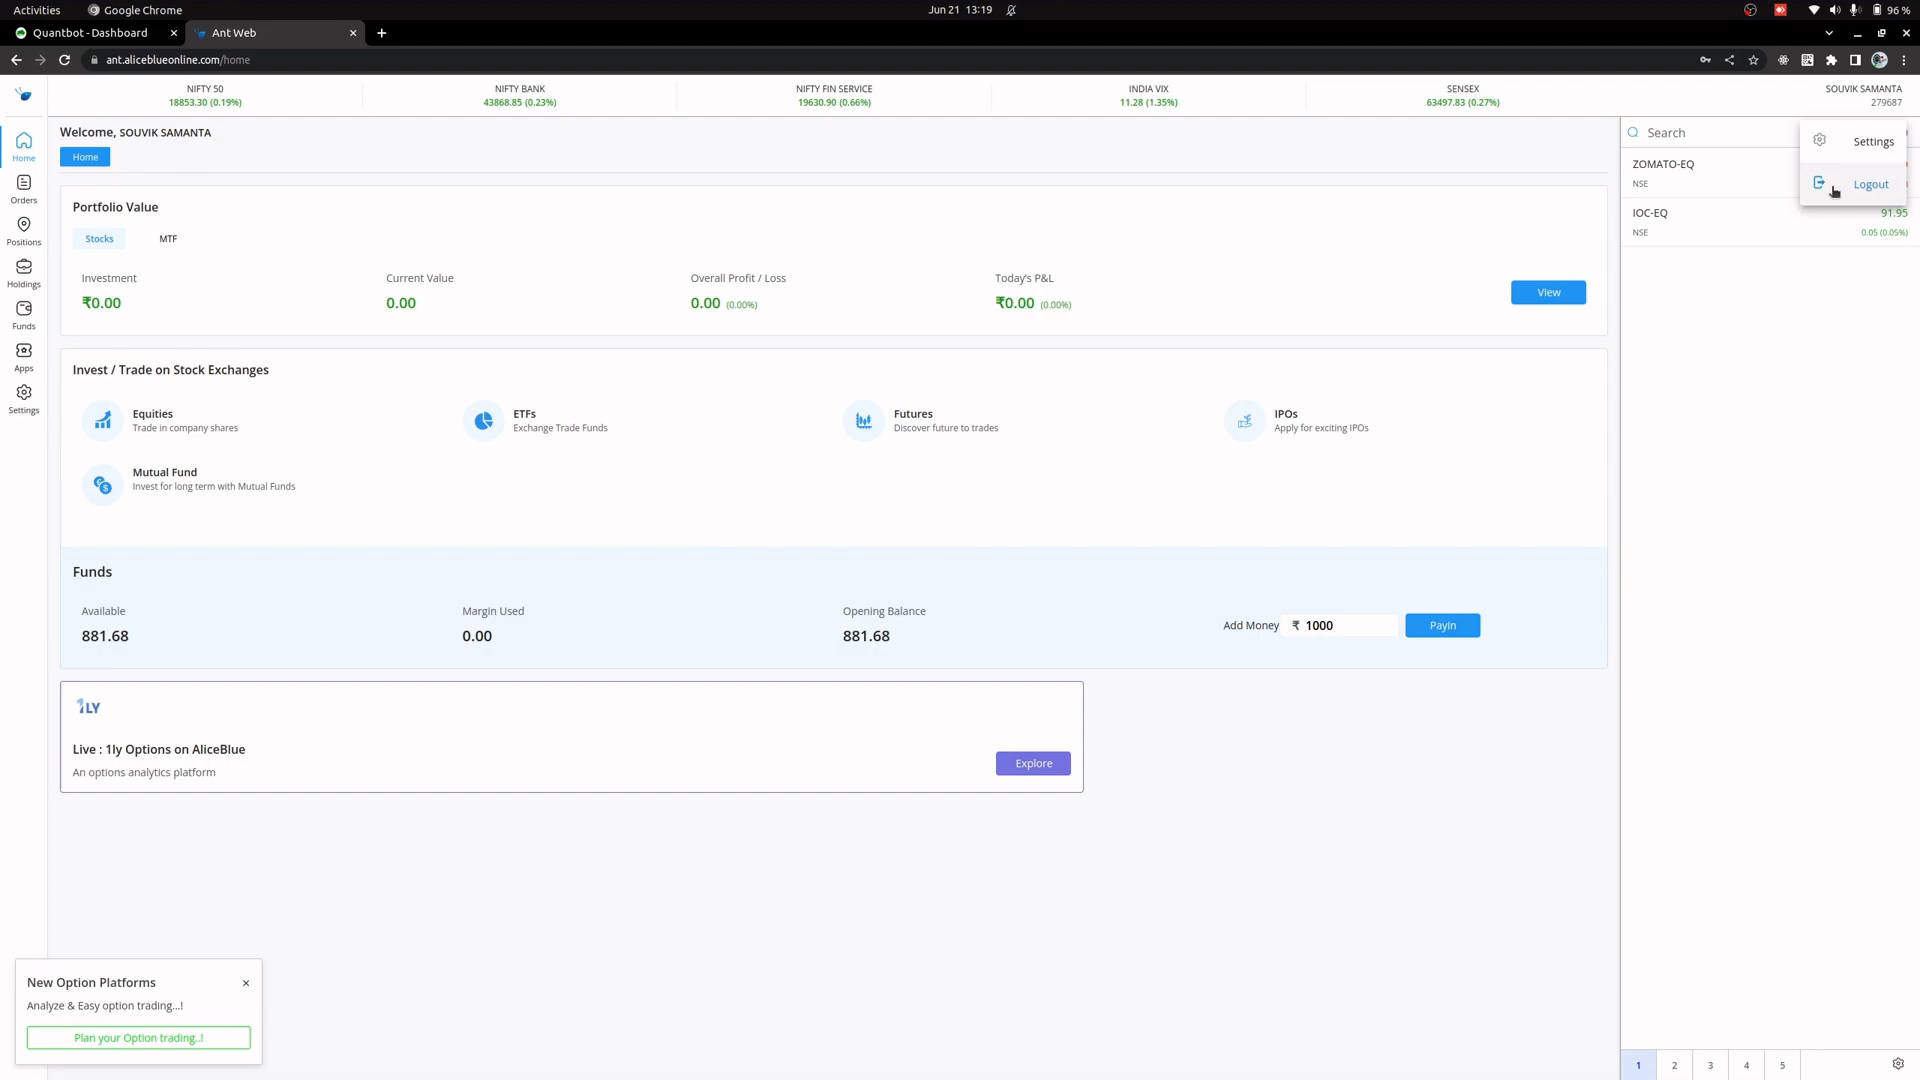 Activities
Google Chrome
Jun 21 13:19
96 %
Quantbot - Dashboard
Ant Web
ant.aliceblueonline.com/home
NIFTY 50
18853.30 (0.19%)
NIFTY BANK
43868.85 (0.23%)
NIFTY FIN SERVICE
19630.90 (0.66%)
INDIA VIX
11.28 (1.35%)
SENSEX
63497.83 (0.27%)
SOUVIK SAMANTA
279687
Home
Orders
Positions
Holdings
Funds
Apps
Settings
Welcome, SOUVIK SAMANTA
Home
Portfolio Value
Stocks
MTF
Investment
₹0.00
Current Value
0.00
Overall Profit / Loss
0.00 (0.00%)
Today's P&L
₹0.00 (0.00%)
View
Invest / Trade on Stock Exchanges
Equities
Trade in company shares
ETFs
Exchange Trade Funds
Futures
Discover future to trades
IPOs
Apply for exciting IPOs
Mutual Fund
Invest for long term with Mutual Funds
Funds
Available
881.68
Margin Used
0.00
Opening Balance
881.68
Add Money
₹ 1000
Payin
1LY
Live : 1ly Options on AliceBlue
An options analytics platform
Explore
New Option Platforms
Analyze & Easy option trading...!
Plan your Option trading..!
Search
Settings
Logout
ZOMATO-EQ
NSE
IOC-EQ
91.95
NSE
0.05 (0.05%)
1
2
3
4
5